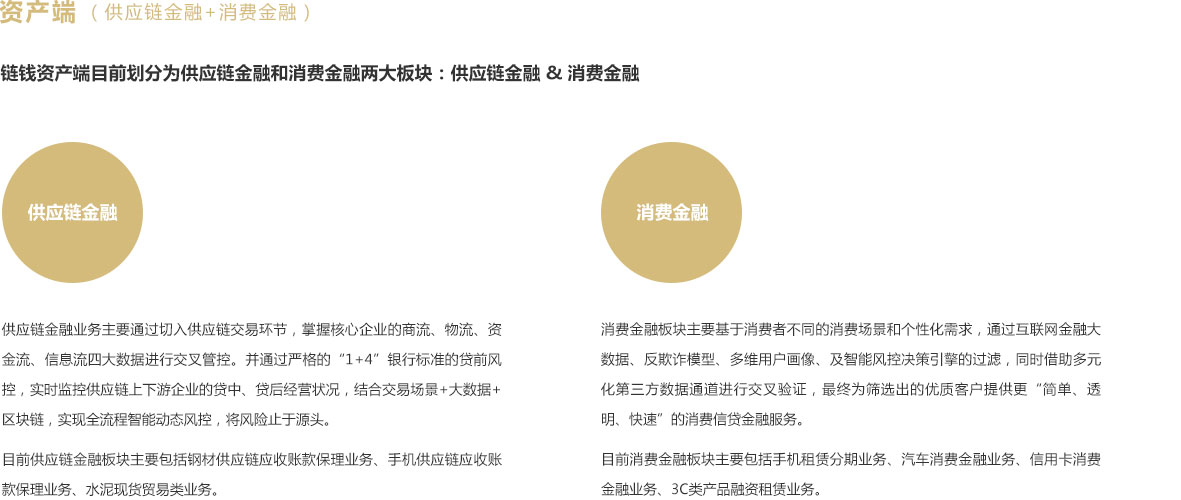 资产端（供应链金融+消费金融）
链钱资产端目前划分为供应链金融和消费金融两大板块：供应链金融 & 消费金融
供应链金融
供应链金融业务主要通过切入供应链交易环节，掌握核心企业的商流、物流、资
金流、信息流四大数据进行交叉管控。并通过严格的“1+4”银行标准的贷前风
控，实时监控供应链上下游企业的贷中、贷后经营状况，结合交易场景+大数据+
区块链，实现全流程智能动态风控，将风险止于源头。
目前供应链金融板块主要包括钢材供应链应收账款保理业务、手机供应链应收账
款保理业务、水泥现货贸易类业务。
消费金融
消费金融板块主要基于消费者不同的消费场景和个性化需求，通过互联网金融大
数据、反欺诈模型、多维用户画像、及智能风控决策引擎的过滤，同时借助多元
化第三方数据通道进行交叉验证，最终为筛选出的优质客户提供更“简单、透
明、快速”的消费信贷金融服务。
目前消费金融板块主要包括手机租赁分期业务、汽车消费金融业务、信用卡消费
金融业务、3C类产品融资租赁业务。